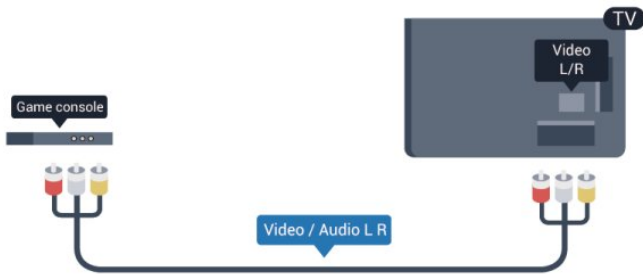 TV
Video
L/R
Game console
Video / Audio L R